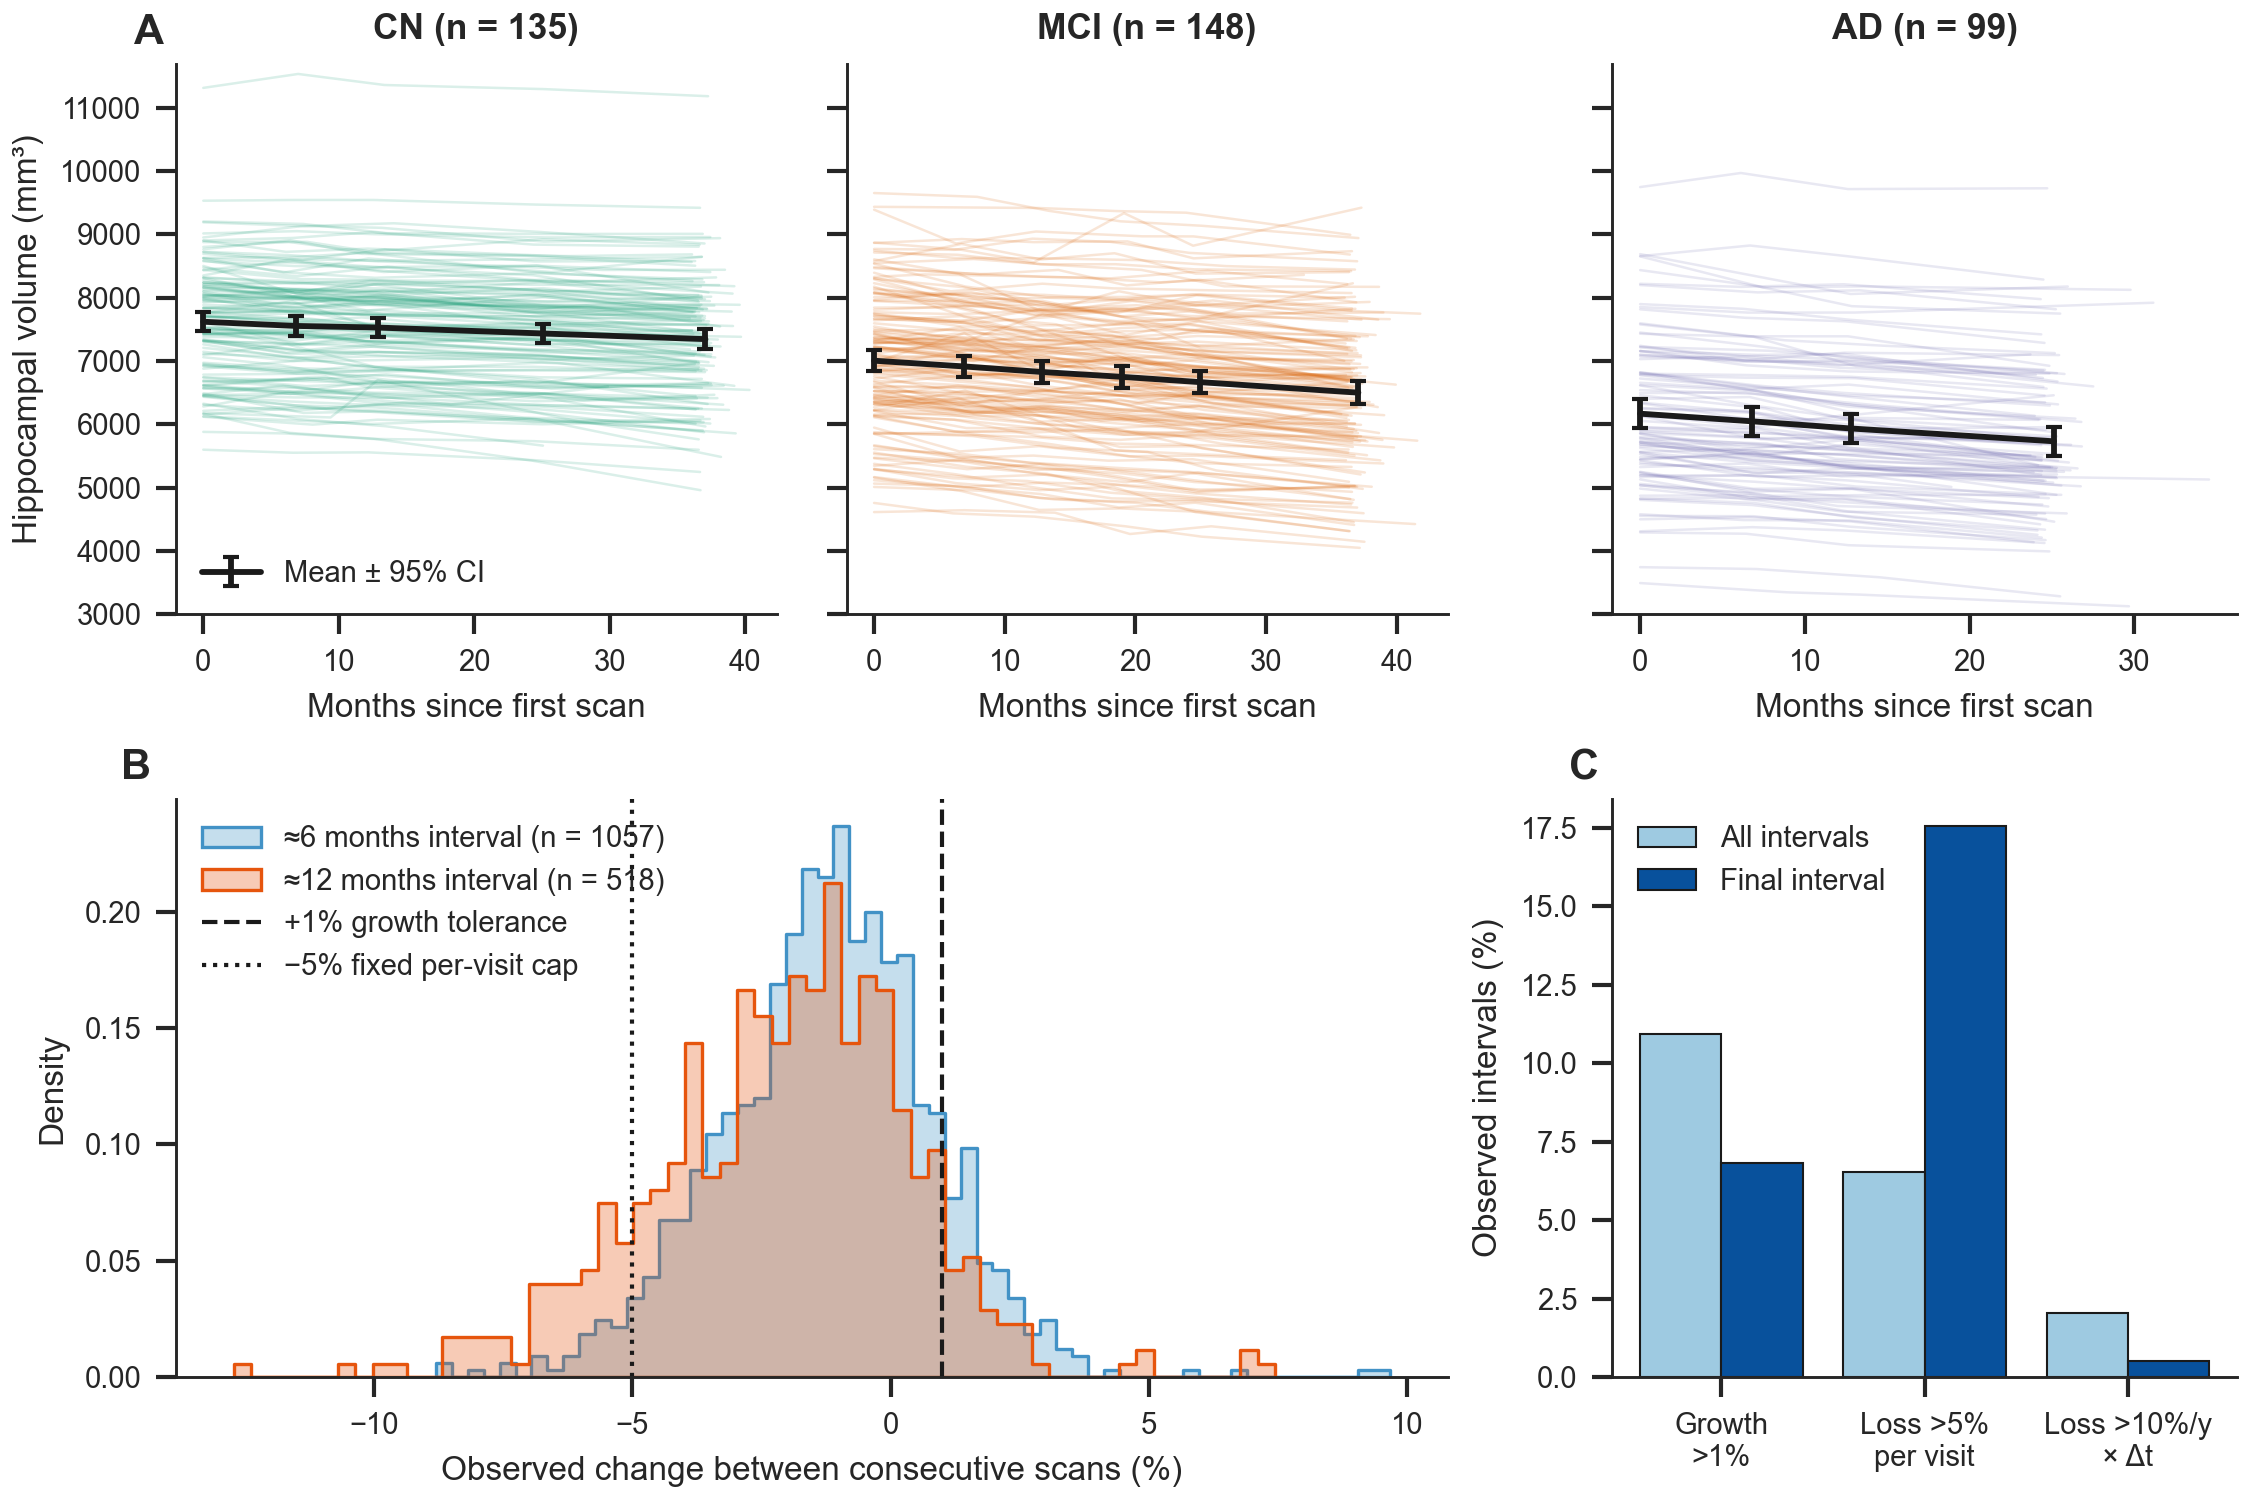 A
CN (n = 135)
MCI (n = 148)
AD (n = 99)
Hippocampal volume (mm³)
11000
10000
9000
8000
7000
6000
5000
4000
3000
Mean ± 95% CI
0 10 20 30 40
0 10 20 30 40
0 10 20 30
Months since first scan
Months since first scan
Months since first scan
B
≈6 months interval (n = 1057)
≈12 months interval (n = 518)
+1% growth tolerance
−5% fixed per-visit cap
Density
0.20
0.15
0.10
0.05
0.00
−10 −5 0 5 10
Observed change between consecutive scans (%)
C
All intervals
Final interval
Observed intervals (%)
17.5
15.0
12.5
10.0
7.5
5.0
2.5
0.0
Growth
>1%
Loss >5%
per visit
Loss >10%/y
× Δt